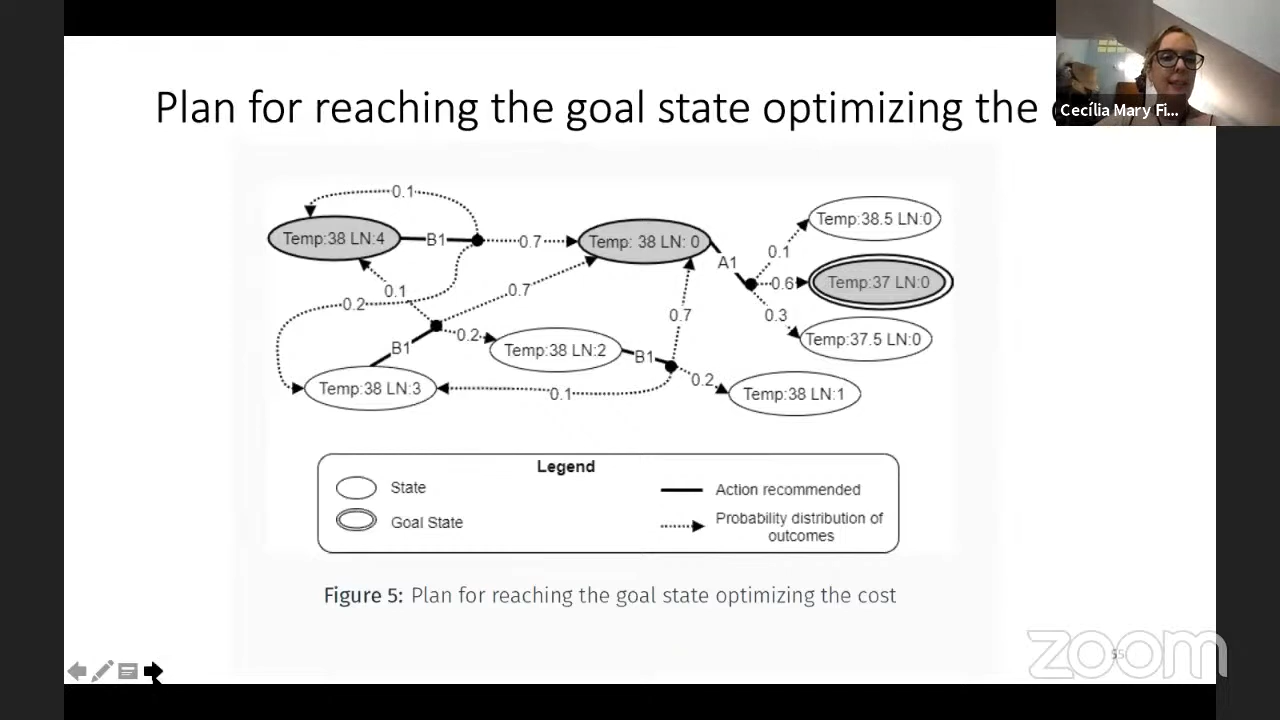 Plan for reaching the goal state optimizing the
Cecília Mary Fi...
0.1
Temp:38 LN:4
B1
0.7
Temp: 38 LN: 0
A1
Temp:38.5 LN:0
0.1
0.6
Temp:37 LN:0
0.3
Temp:37.5 LN:0
0.1
0.2
0.7
0.7
B1
0.2
Temp:38 LN:2
B1
0.2
Temp:38 LN:3
0.1
Temp:38 LN:1
Legend
State
Goal State
Action recommended
Probability distribution of
outcomes
Figure 5: Plan for reaching the goal state optimizing the cost
zoom
55